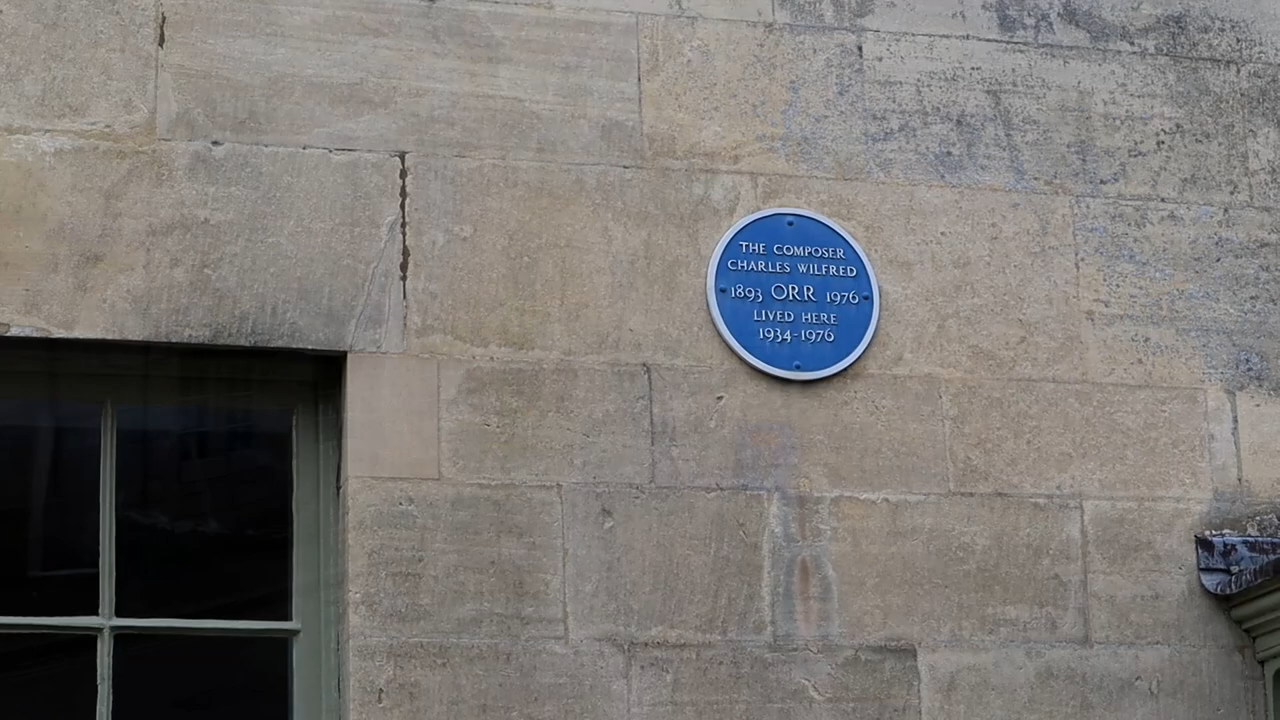 THE COMPOSER
CHARLES WILFRED
1893 ORR 1976
LIVED HERE
1934-1976